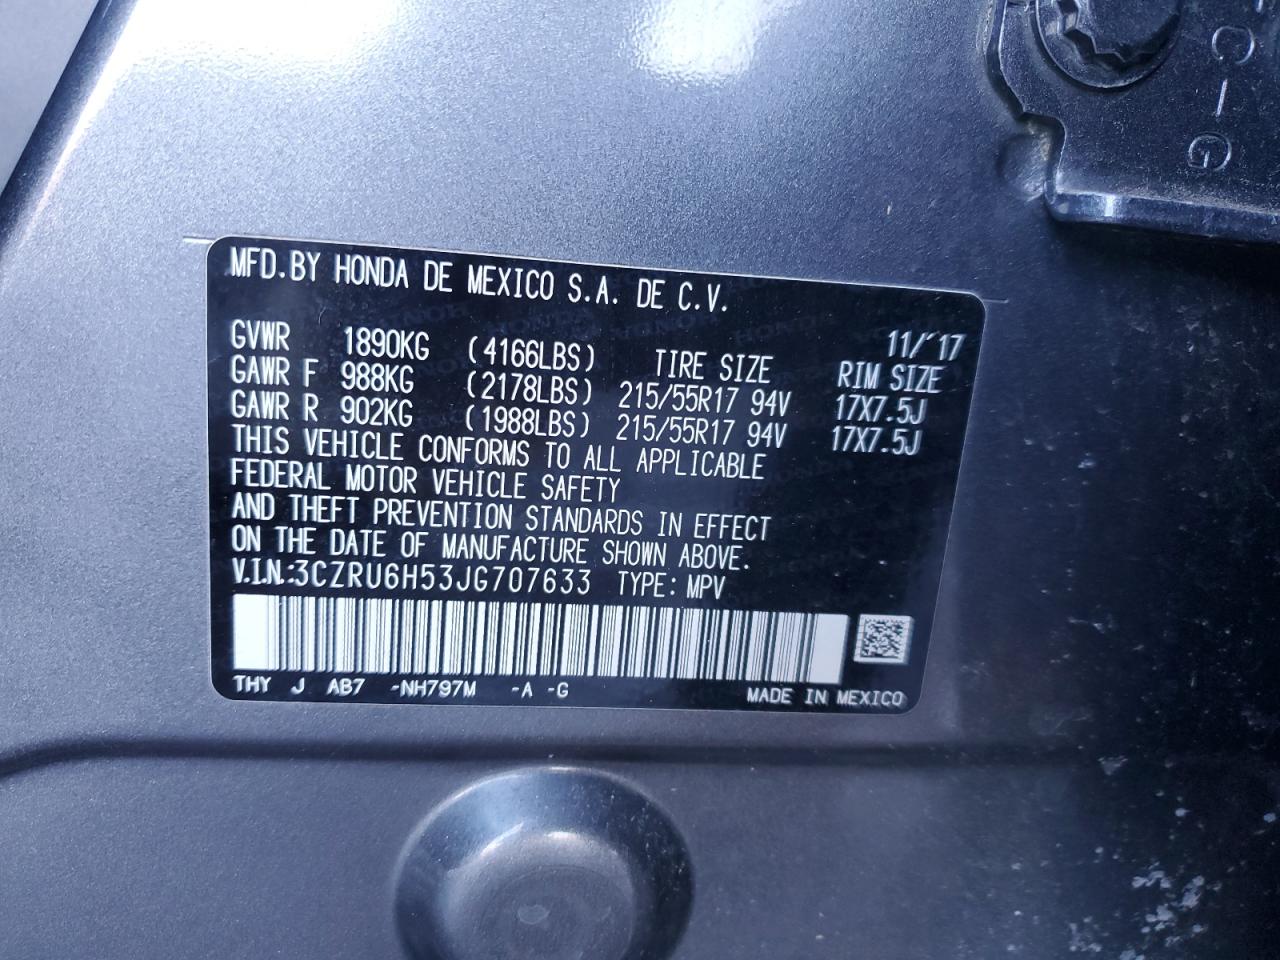 C-G
MFD.BY HONDA DE MEXICO S.A. DE C.V.
11/'17
GVWR 1890KG (4166LBS) TIRE SIZE RIM SIZE
GAWR F 988KG (2178LBS) 215/55R17 94V 17X7.5J
GAWR R 902KG (1988LBS) 215/55R17 94V 17X7.5J
THIS VEHICLE CONFORMS TO ALL APPLICABLE
FEDERAL MOTOR VEHICLE SAFETY
AND THEFT PREVENTION STANDARDS IN EFFECT
ON THE DATE OF MANUFACTURE SHOWN ABOVE.
V.I.N.:3CZRU6H53JG707633 TYPE: MPV
THY J AB7 -NH797M -A -G MADE IN MEXICO